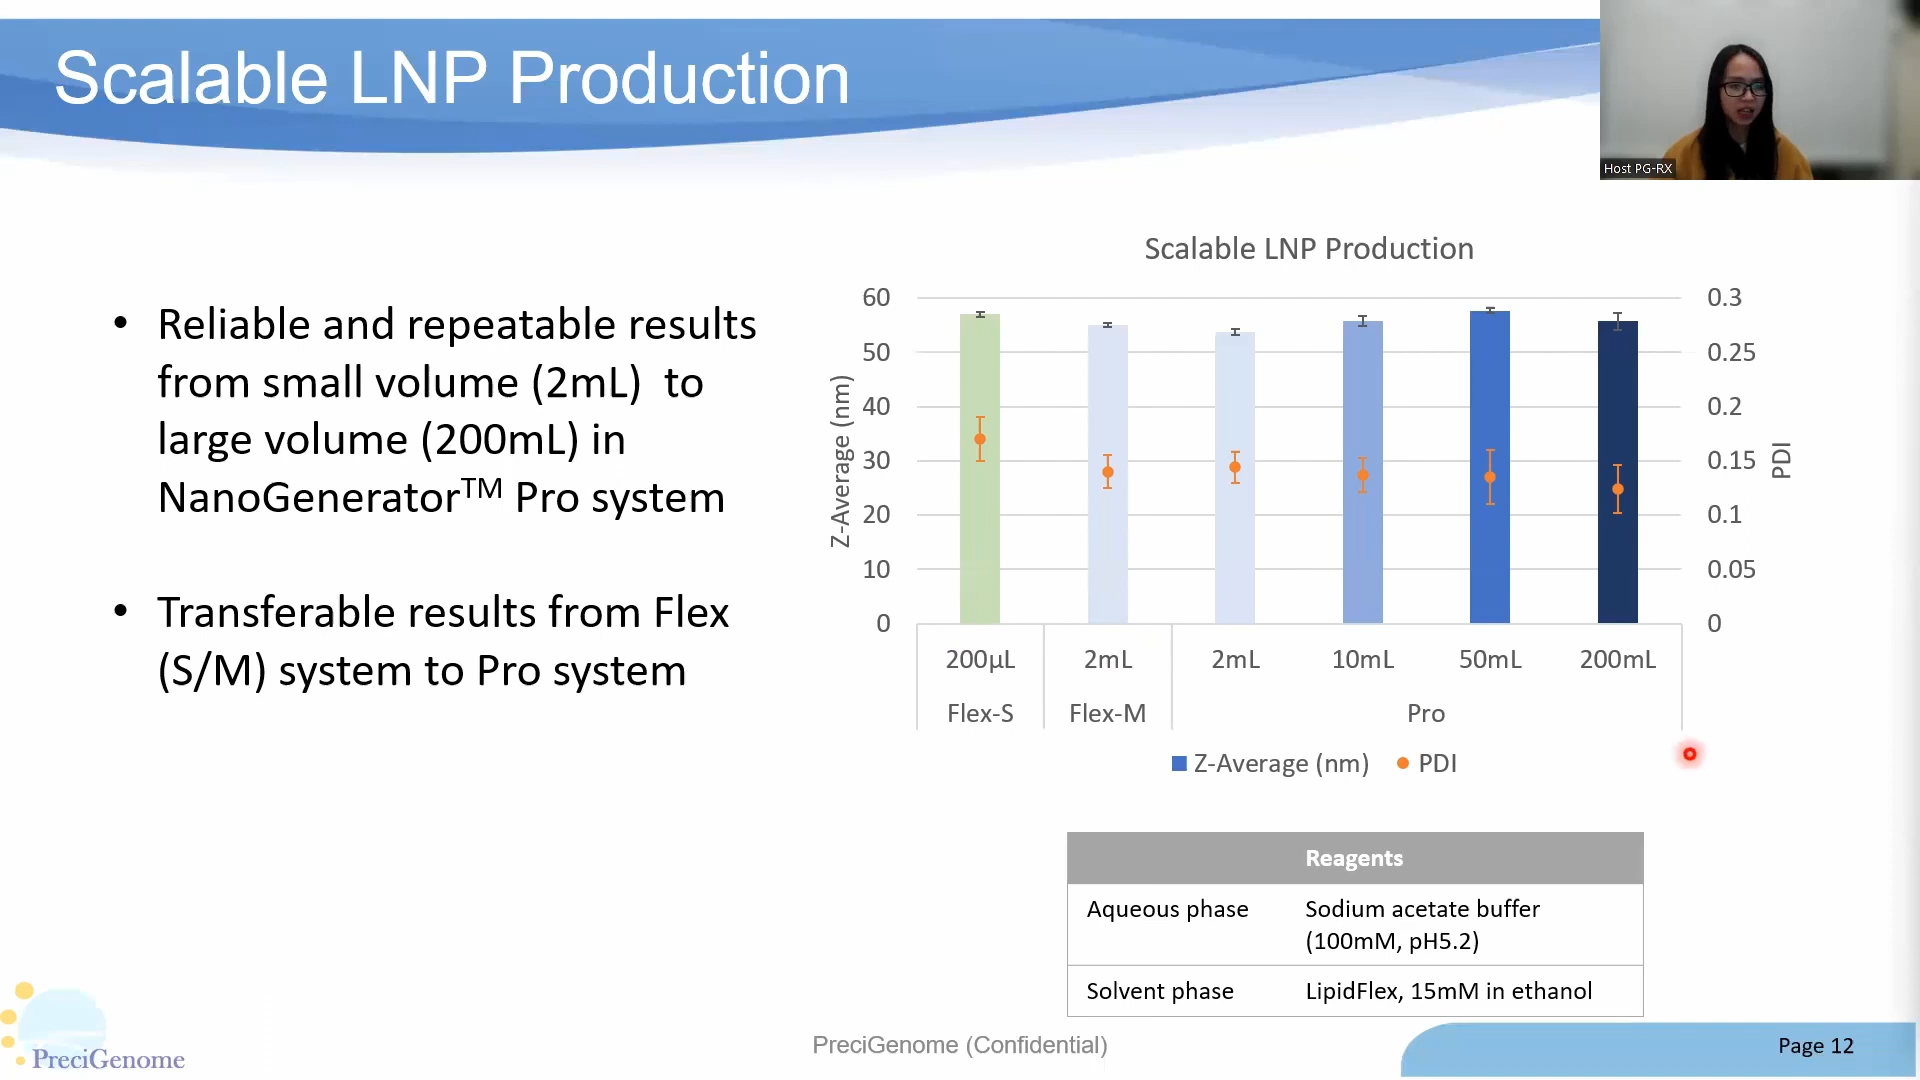 Scalable LNP Production
Host PG-RX
• Reliable and repeatable results
from small volume (2mL)  to
large volume (200mL) in
NanoGenerator™ Pro system
• Transferable results from Flex
(S/M) system to Pro system
Scalable LNP Production
60
50
40
30
20
10
0
Z-Average (nm)
0.3
0.25
0.2
0.15
0.1
0.05
0
PDI
200µL 2mL 2mL 10mL 50mL 200mL
Flex-S Flex-M Pro
Z-Average (nm) PDI
Reagents
Aqueous phase Sodium acetate buffer
(100mM, pH5.2)
Solvent phase LipidFlex, 15mM in ethanol
PreciGenome
PreciGenome (Confidential)
Page 12